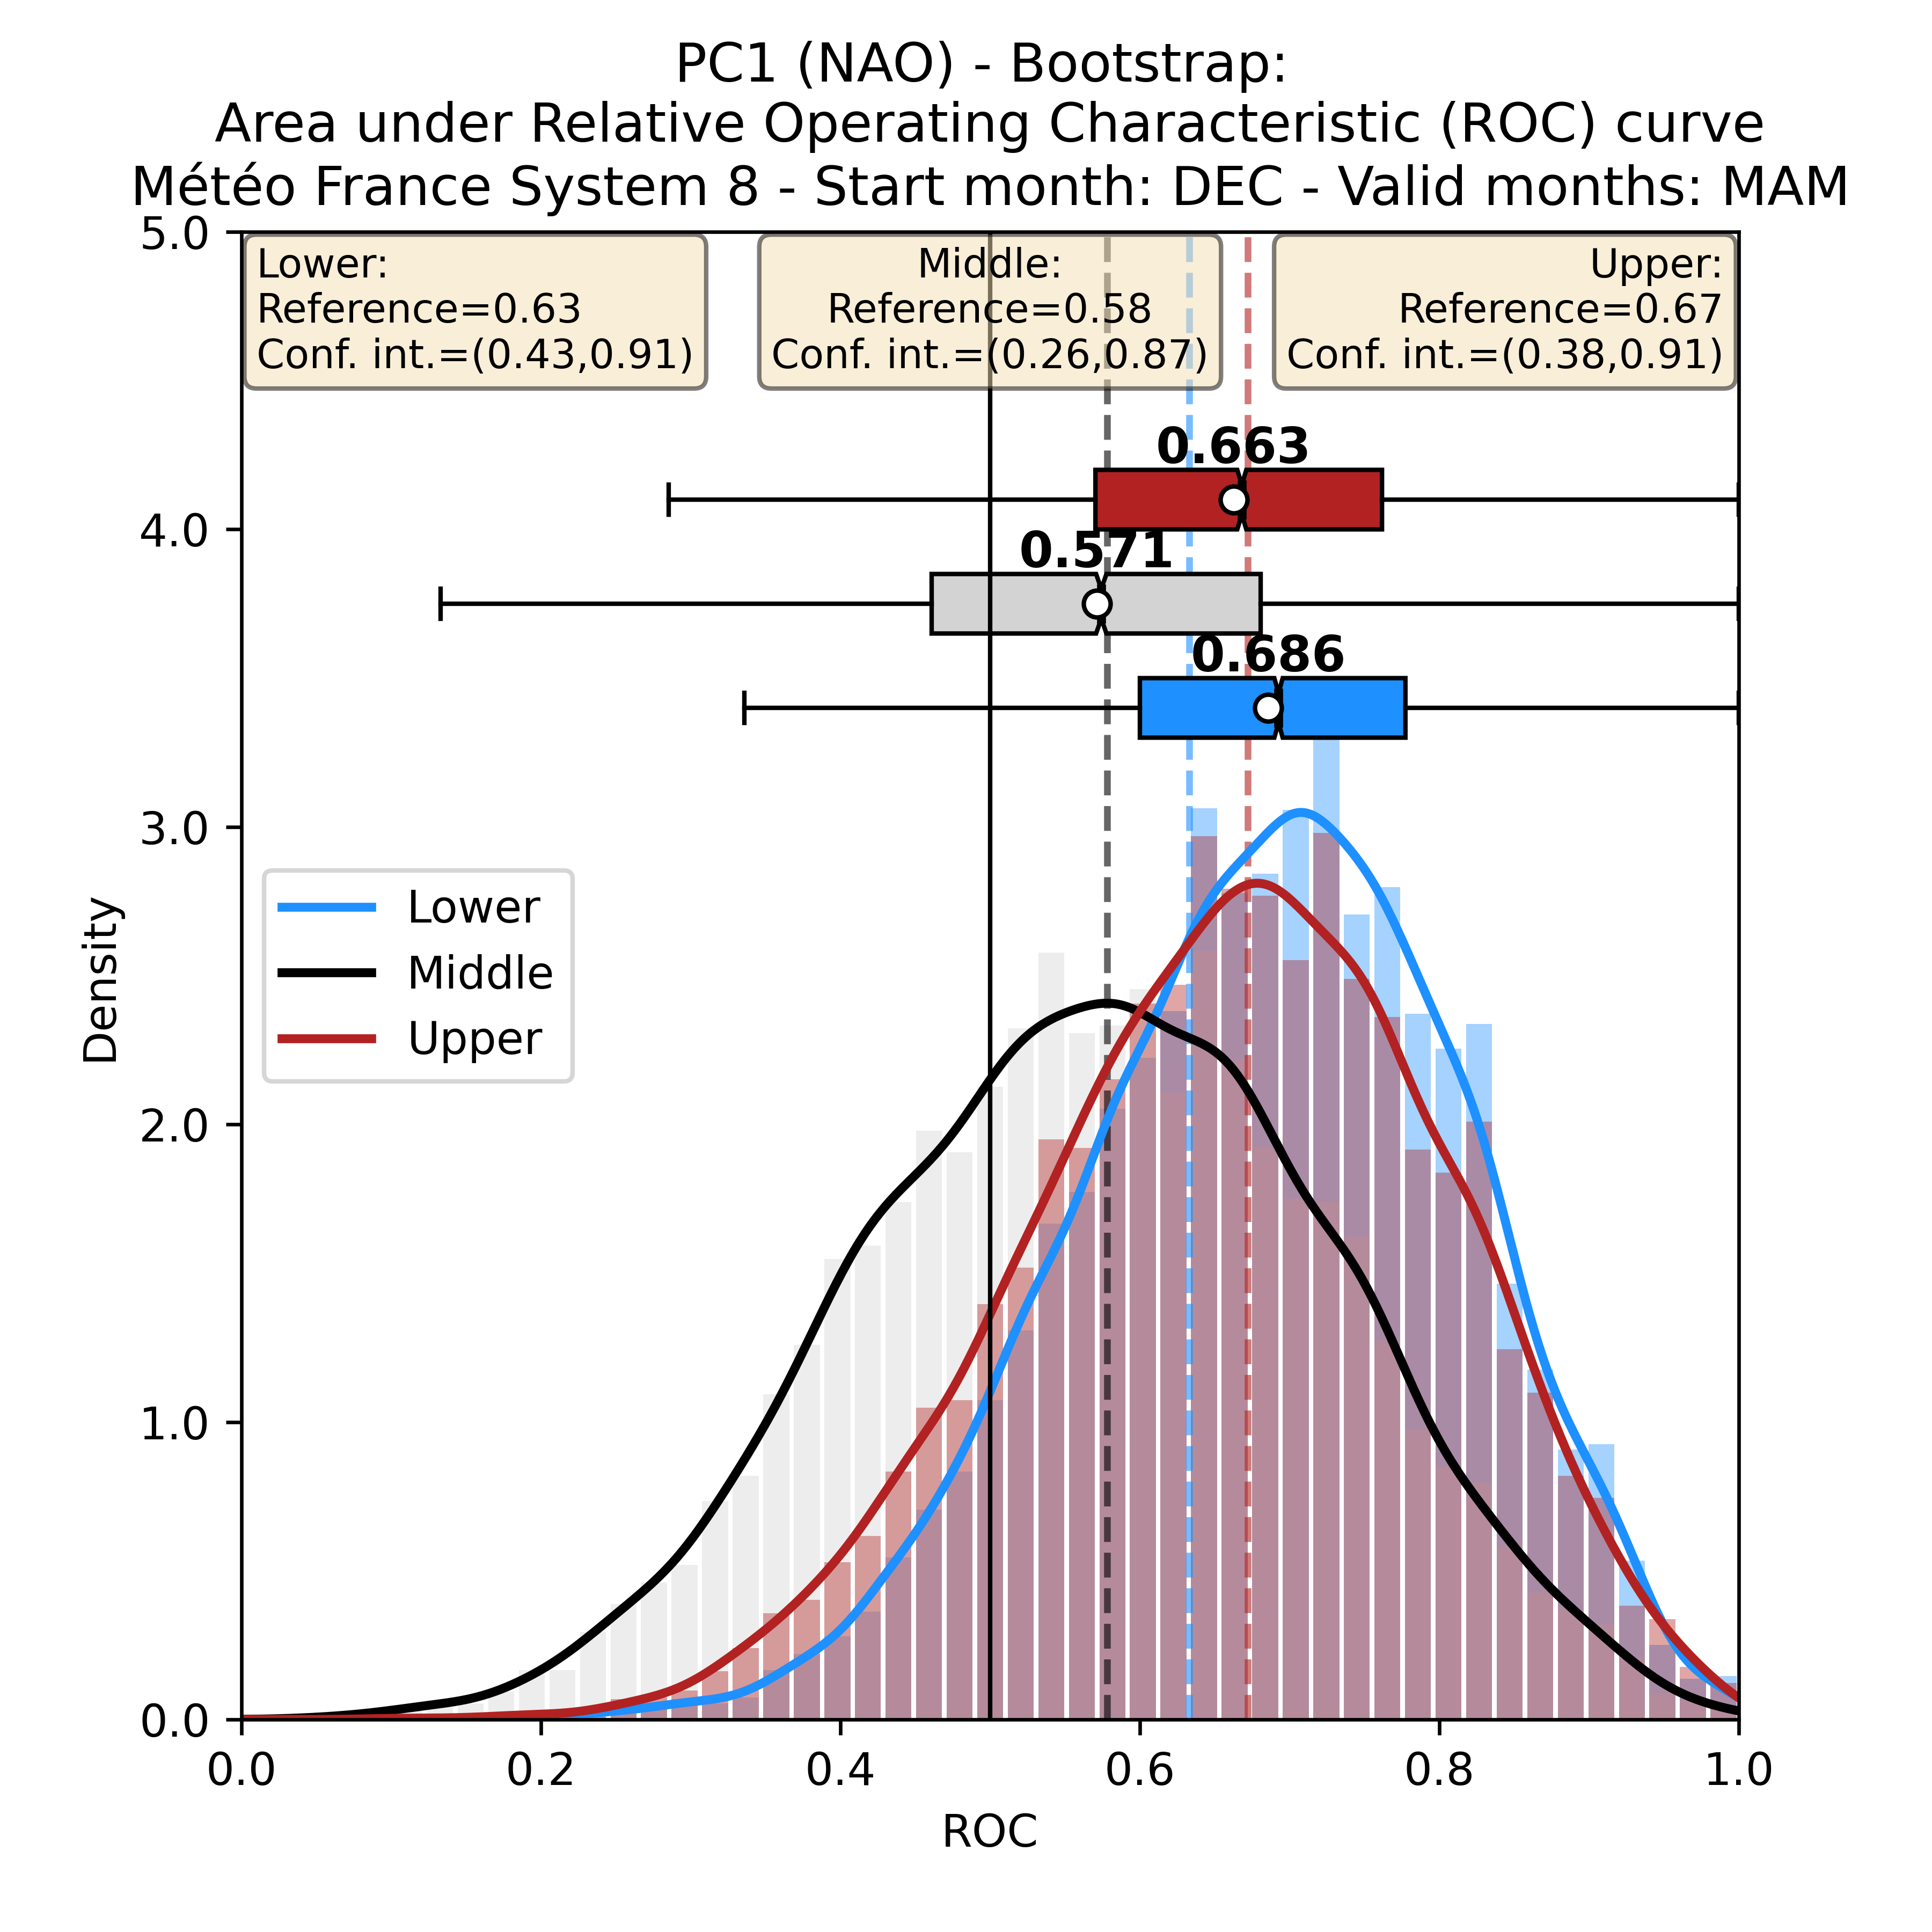 PC1 (NAO) - Bootstrap:
Area under Relative Operating Characteristic (ROC) curve
Météo France System 8 - Start month: DEC - Valid months: MAM
Lower:
Reference=0.63
Conf. int.=(0.43,0.91)
Middle:
Reference=0.58
Conf. int.=(0.26,0.87)
Upper:
Reference=0.67
Conf. int.=(0.38,0.91)
0.663
0.571
0.686
Lower
Middle
Upper
Density
5.0
4.0
3.0
2.0
1.0
0.0
0.0 0.2 0.4 0.6 0.8 1.0
ROC